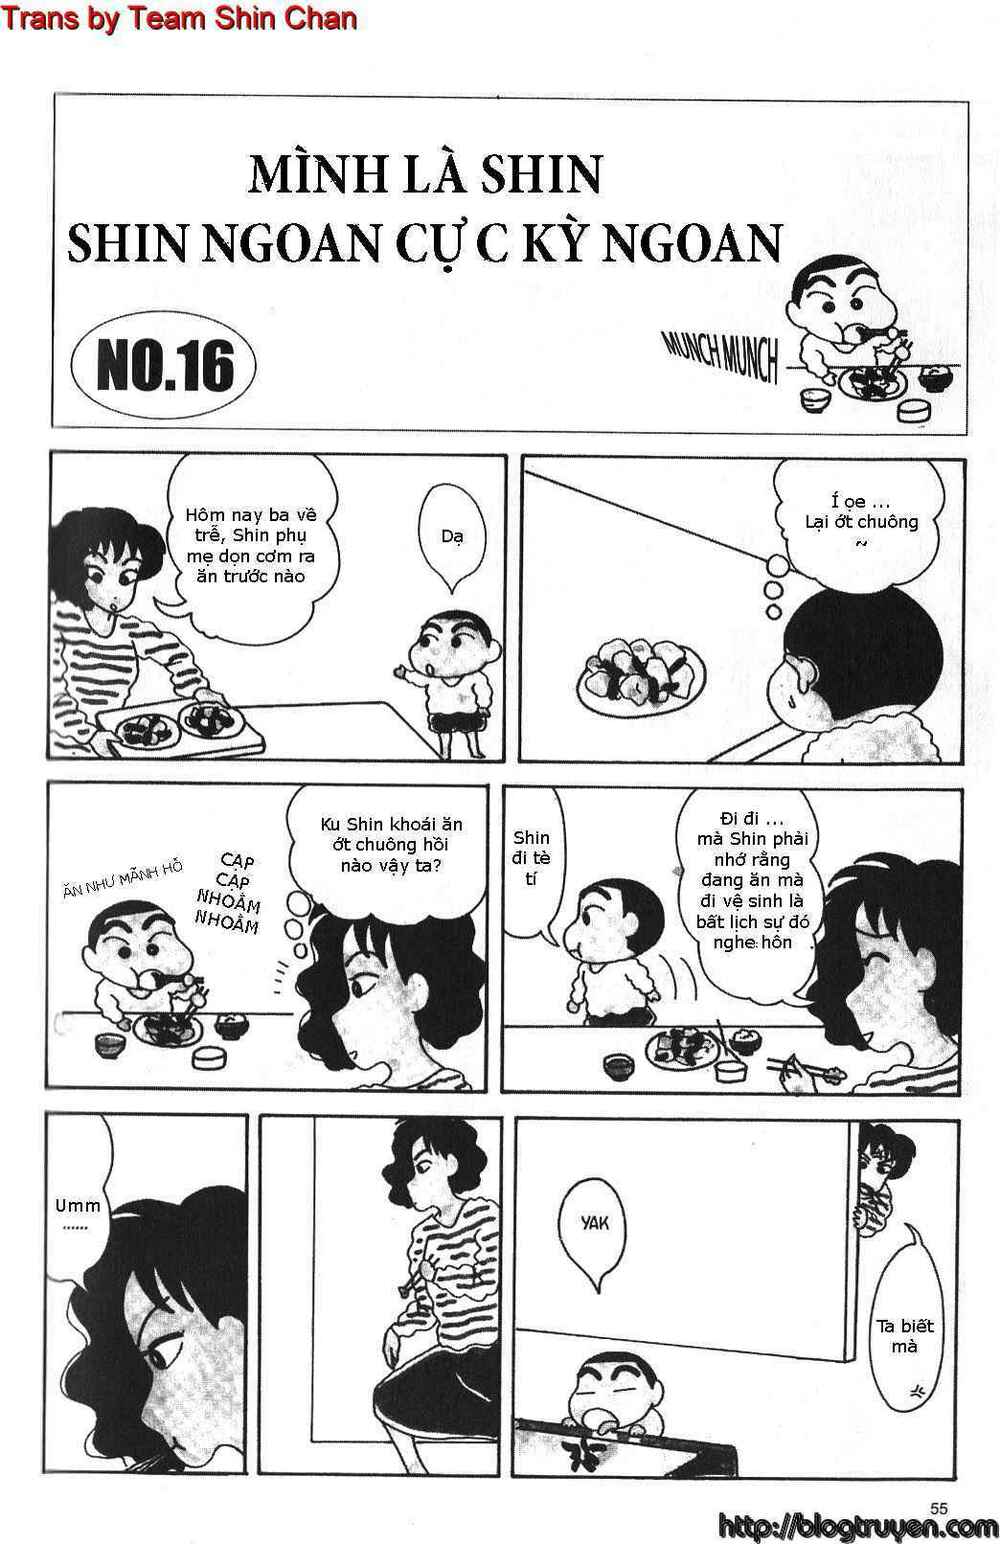 Trans by Team Shin Chan
MÌNH LÀ SHIN
SHIN NGOAN CỰC KỲ NGOAN
NO.16
MUNCH MUNCH
Hôm nay ba về
trễ, Shin phụ
mẹ dọn cơm ra
ăn trước nào
Dạ
Í ọe ...
Lại ớt chuông
~
ĂN NHƯ MÃNH HỔ
CẠP
CẠP
NHOẰM
NHOẰM
Ku Shin khoái ăn
ớt chuông hồi
nào vậy ta?
Shin
đi tè
tí
Đi đi ...
mà Shin phải
nhớ rằng
đang ăn mà
đi vệ sinh là
bất lịch sự đó
nghe hôn
Umm
......
YAK
Ta biết
mà
55
http://blogtruyen.com